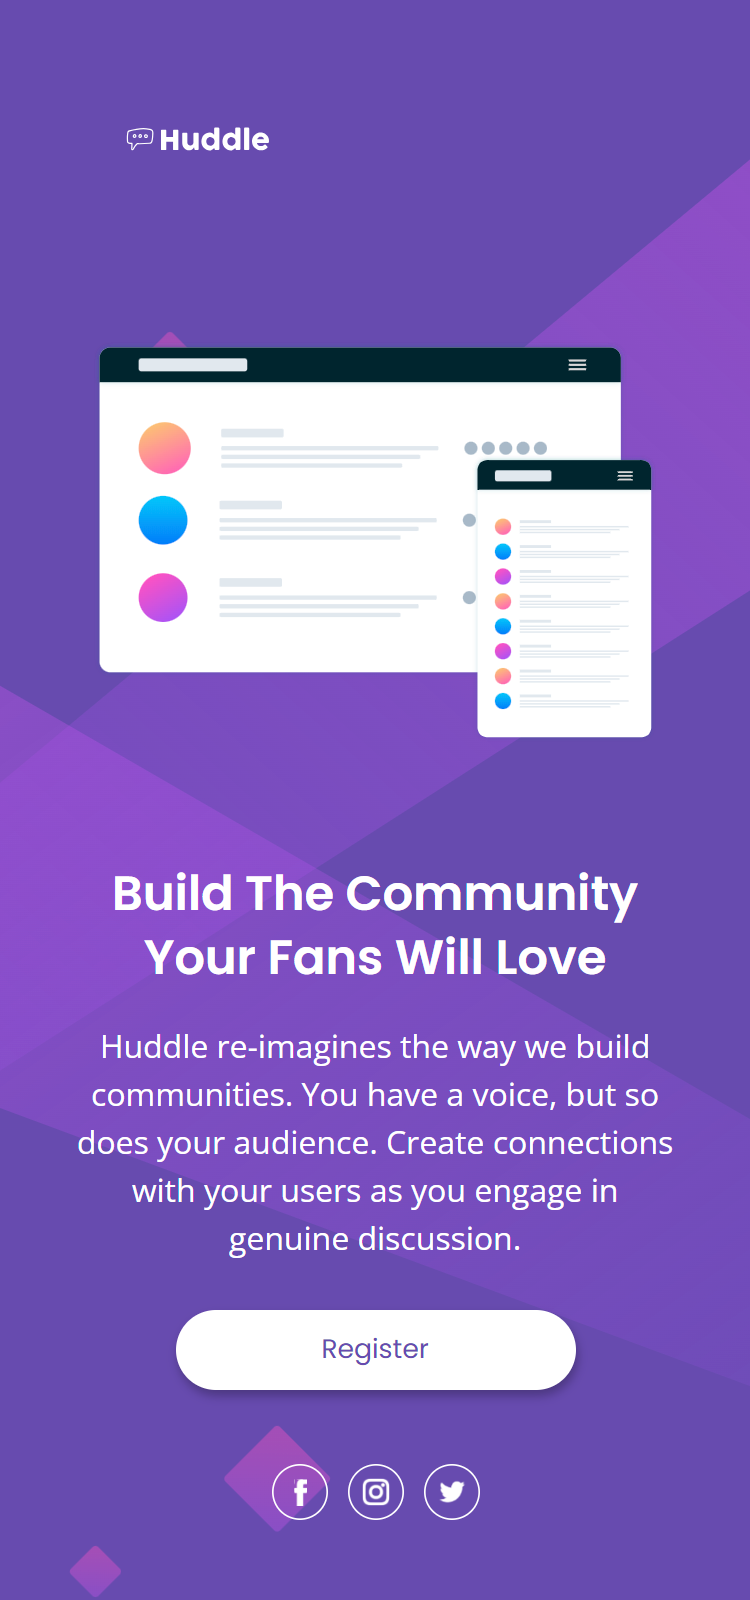 Huddle
Build The Community
Your Fans Will Love
Huddle re-imagines the way we build
communities. You have a voice, but so
does your audience. Create connections
with your users as you engage in
genuine discussion.
Register